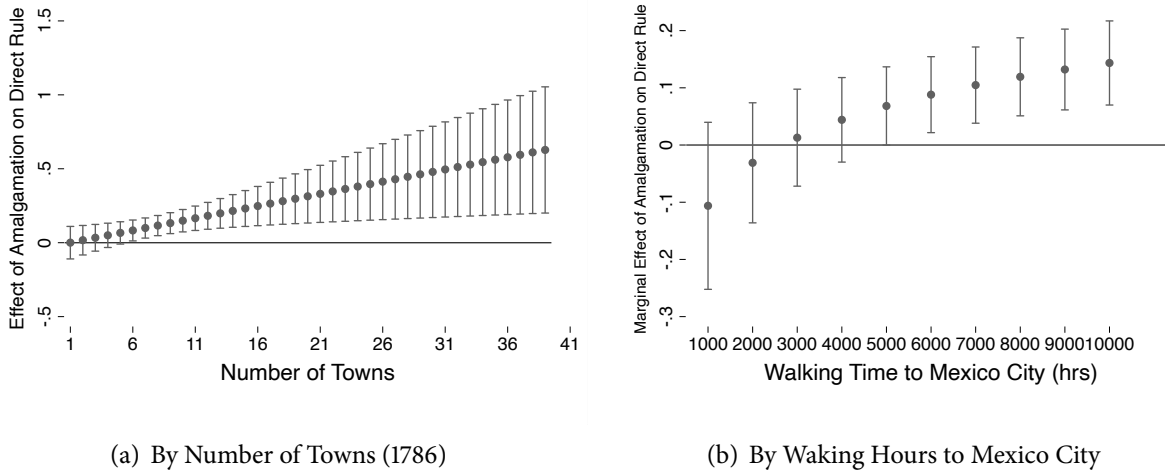 Effect of Amalgamation on Direct Rule
1.5
1
.5
0
-.5
1 6 11 16 21 26 31 36 41
Number of Towns
(a) By Number of Towns (1786)
Marginal Effect of Amalgamation on Direct Rule
.2
.1
0
-.1
-.2
-.3
1000 2000 3000 4000 5000 6000 7000 8000 900010000
Walking Time to Mexico City (hrs)
(b) By Waking Hours to Mexico City